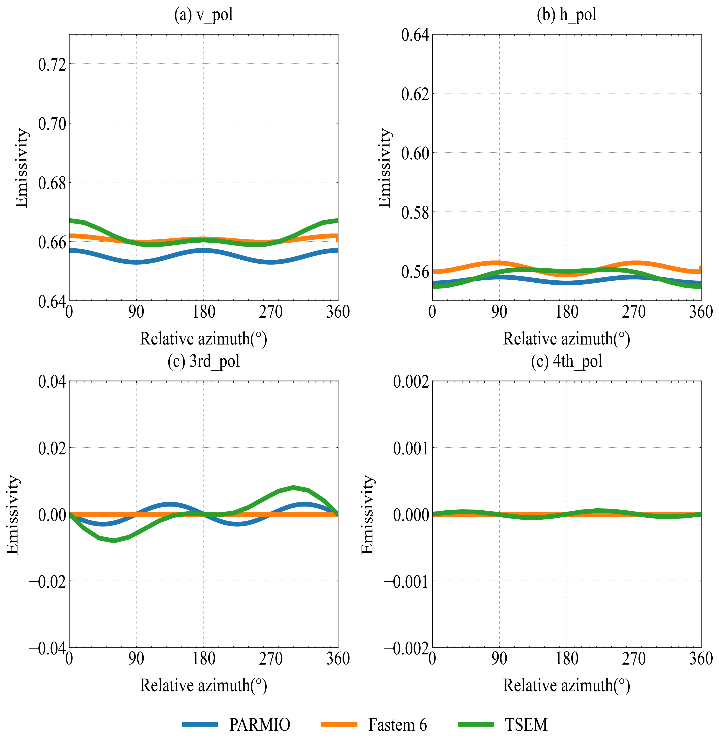 (a) v_pol
(b) h_pol
0.72
0.70
0.68
0.66
0.64
Emissivity
0 90 180 270 360
Relative azimuth(°)
0.64
0.62
0.60
0.58
0.56
Emissivity
0 90 180 270 360
Relative azimuth(°)
(c) 3rd_pol
(c) 4th_pol
0.04
0.02
0.00
−0.02
−0.04
Emissivity
0 90 180 270 360
Relative azimuth(°)
0.002
0.001
0.000
−0.001
−0.002
Emissivity
0 90 180 270 360
Relative azimuth(°)
PARMIO Fastem 6 TSEM